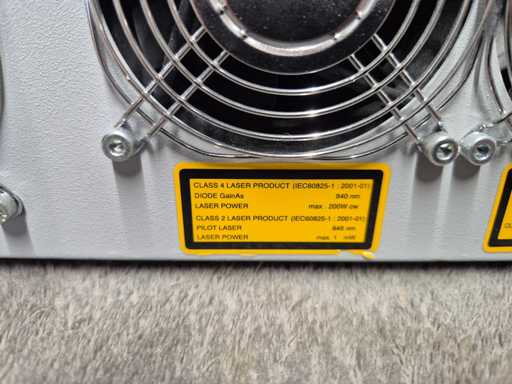 CLASS 4 LASER PRODUCT (IEC60825-1 : 2001-01)
DIODE GaInAs 940 nm
LASER POWER max. 200W cw
CLASS 2 LASER PRODUCT (IEC60825-1 : 2001-01)
PILOT LASER nm
LASER POWER max. 1 mW